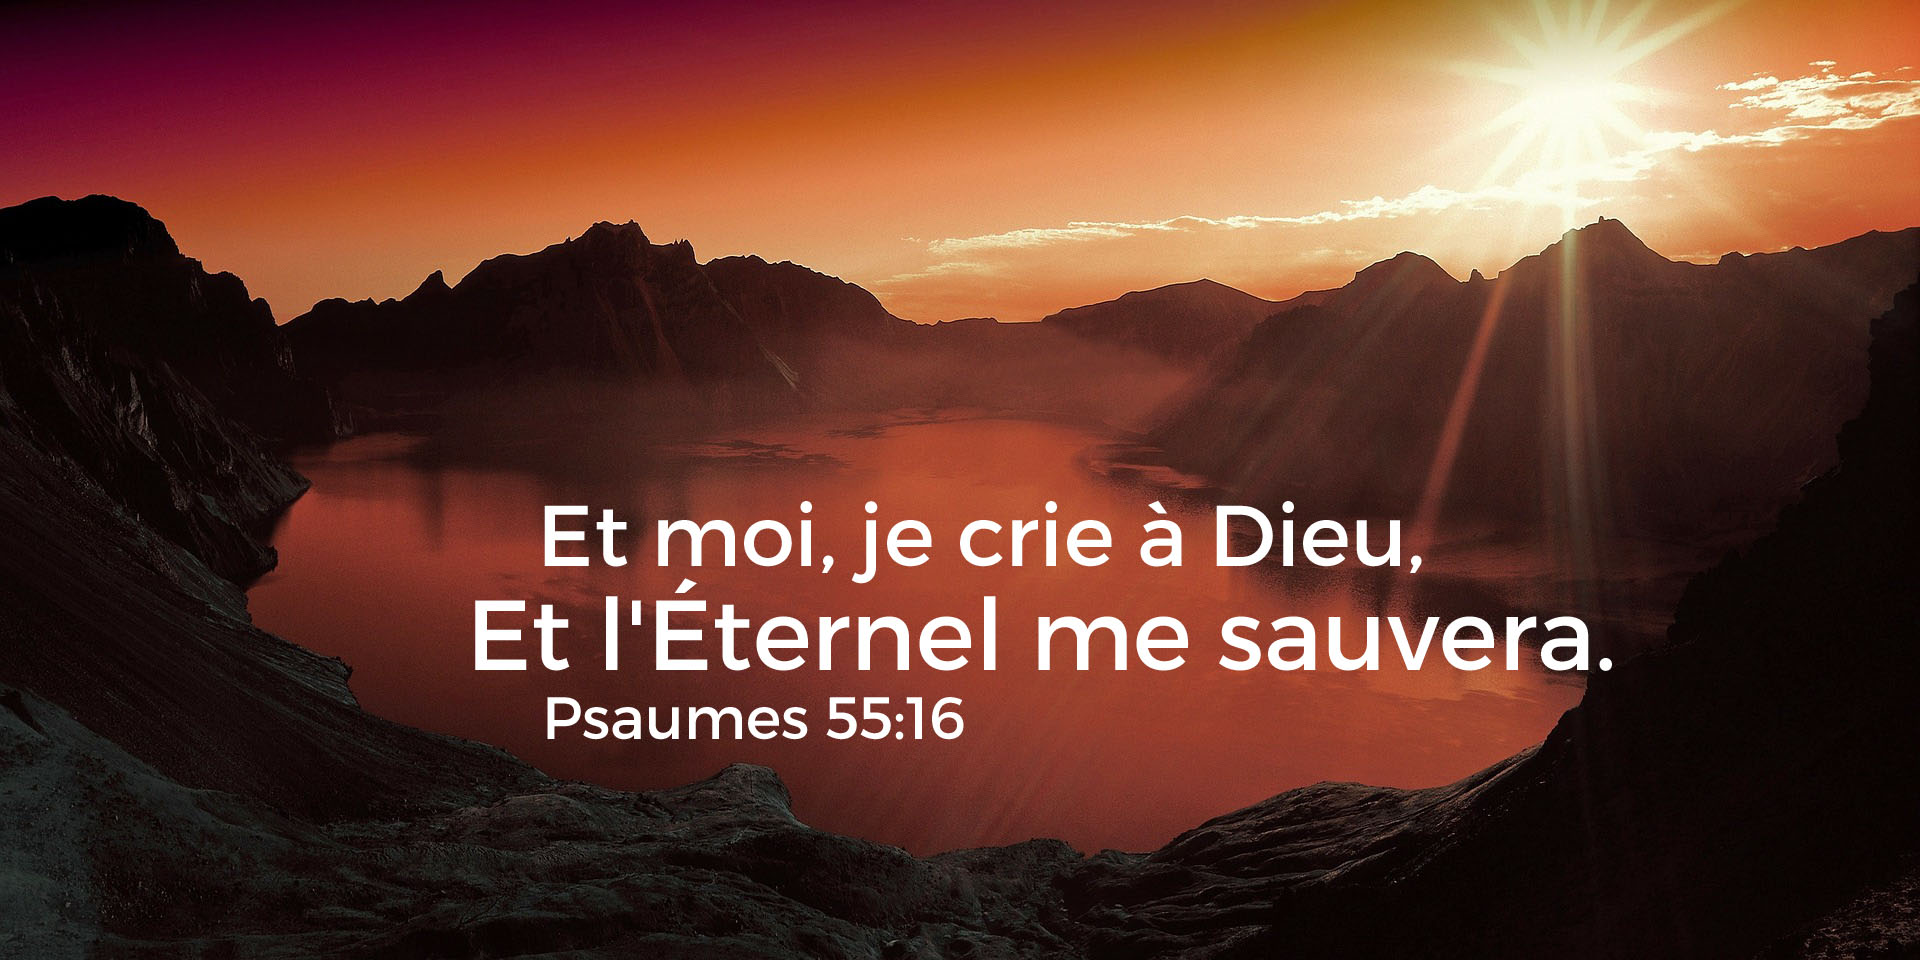 Et moi, je crie à Dieu,
Et l'Éternel me sauvera.
Psaumes 55:16